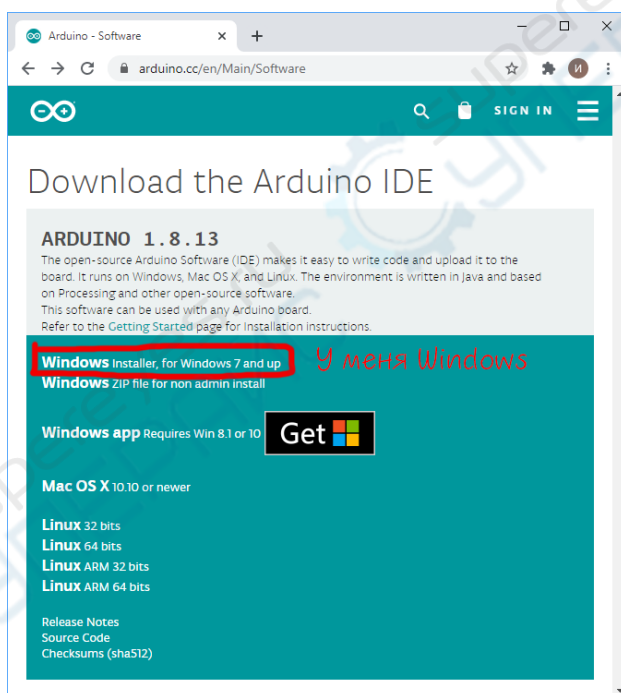 Arduino - Software
arduino.cc/en/Main/Software
И
SIGN IN
Download the Arduino IDE
ARDUINO 1.8.13
The open-source Arduino Software (IDE) makes it easy to write code and upload it to the
board. It runs on Windows, Mac OS X, and Linux. The environment is written in Java and based
on Processing and other open-source software.
This software can be used with any Arduino board.
Refer to the Getting Started page for Installation instructions.
Windows Installer, for Windows 7 and up У меня Windows
Windows ZIP file for non admin install
Windows app Requires Win 8.1 or 10 Get
Mac OS X 10.10 or newer
Linux 32 bits
Linux 64 bits
Linux ARM 32 bits
Linux ARM 64 bits
Release Notes
Source Code
Checksums (sha512)